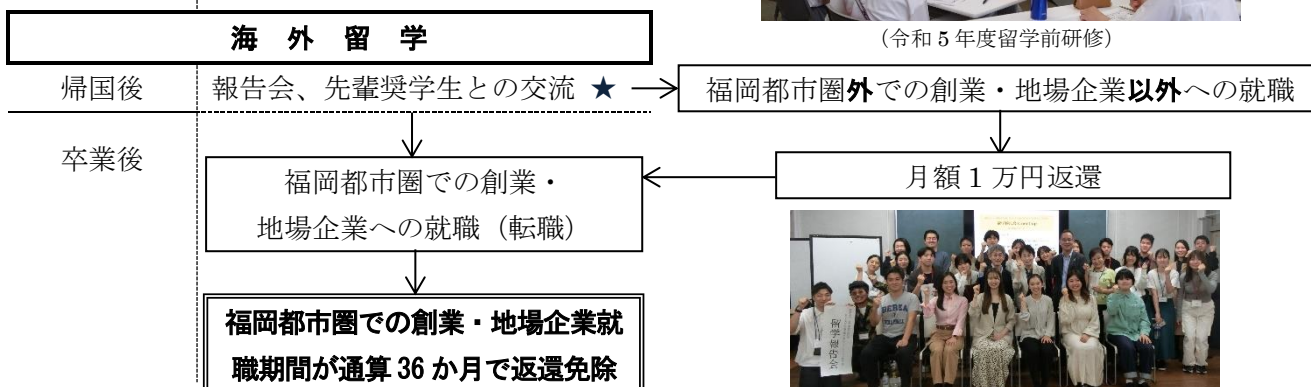 (令和5年度留学前研修)
海外留学
帰国後
報告会、先輩奨学生との交流 ★
福岡都市圏外での創業・地場企業以外への就職
卒業後
福岡都市圏での創業・
地場企業への就職(転職)
月額1万円返還
福岡都市圏での創業・地場企業就
職期間が通算36か月で返還免除
留学報告会